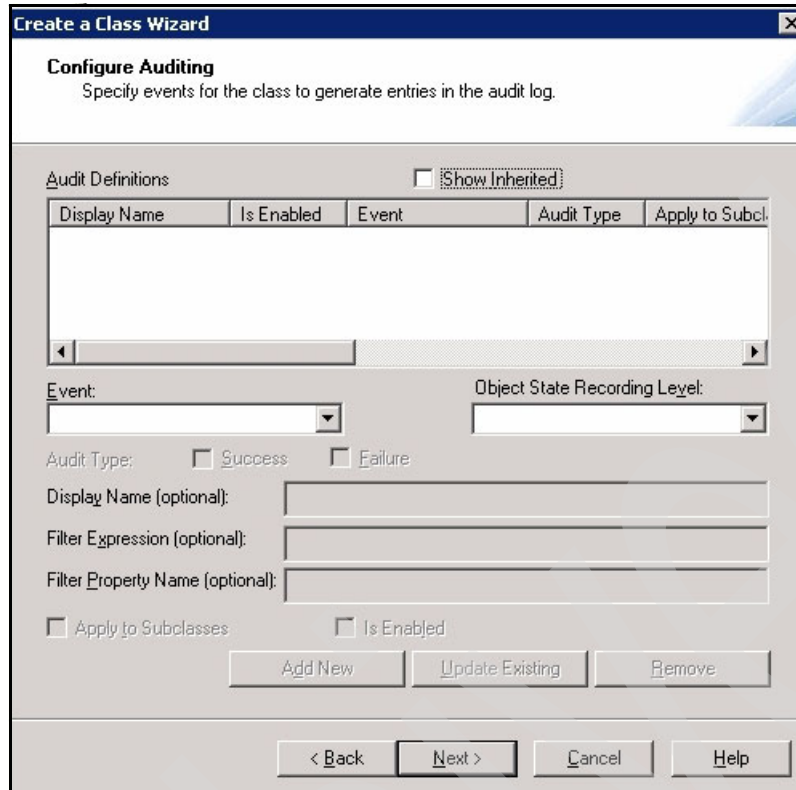 Create a Class Wizard
Configure Auditing
Specify events for the class to generate entries in the audit log.
Audit Definitions
Show Inherited
Display Name Is Enabled Event Audit Type Apply to Subcl
Event:
Object State Recording Level:
Audit Type: Success Failure
Display Name (optional):
Filter Expression (optional):
Filter Property Name (optional):
Apply to Subclasses Is Enabled
Add New Update Existing Remove
< Back Next > Cancel Help